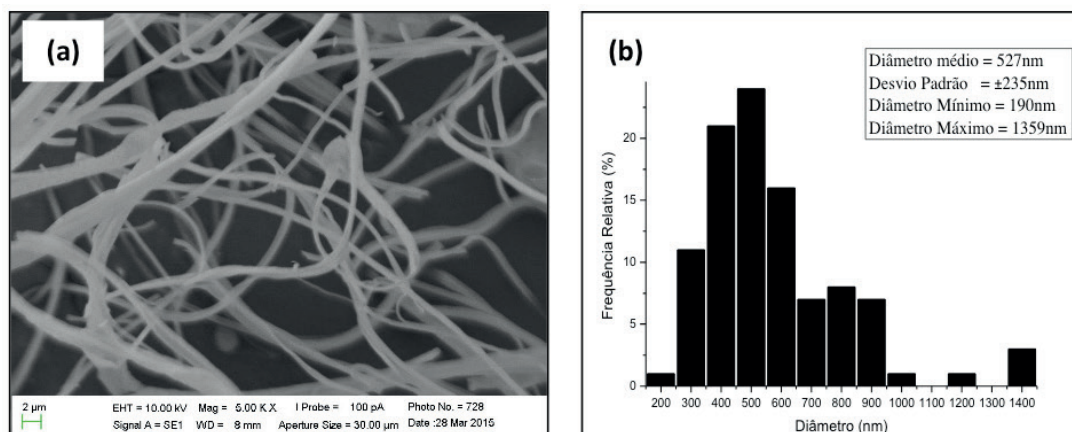 (a)
2 µm
EHT = 10.00 kV Mag = 5.00 K X I Probe = 100 pA Photo No. = 728
Signal A = SE1 WD = 8 mm Aperture Size = 30.00 µm Date :28 Mar 2015
(b)
Diâmetro médio = 527nm
Desvio Padrão = ±235nm
Diâmetro Mínimo = 190nm
Diâmetro Máximo = 1359nm
Frequência Relativa (%)
20
15
10
5
0
200 300 400 500 600 700 800 900 1000 1100 1200 1300 1400
Diâmetro (nm)